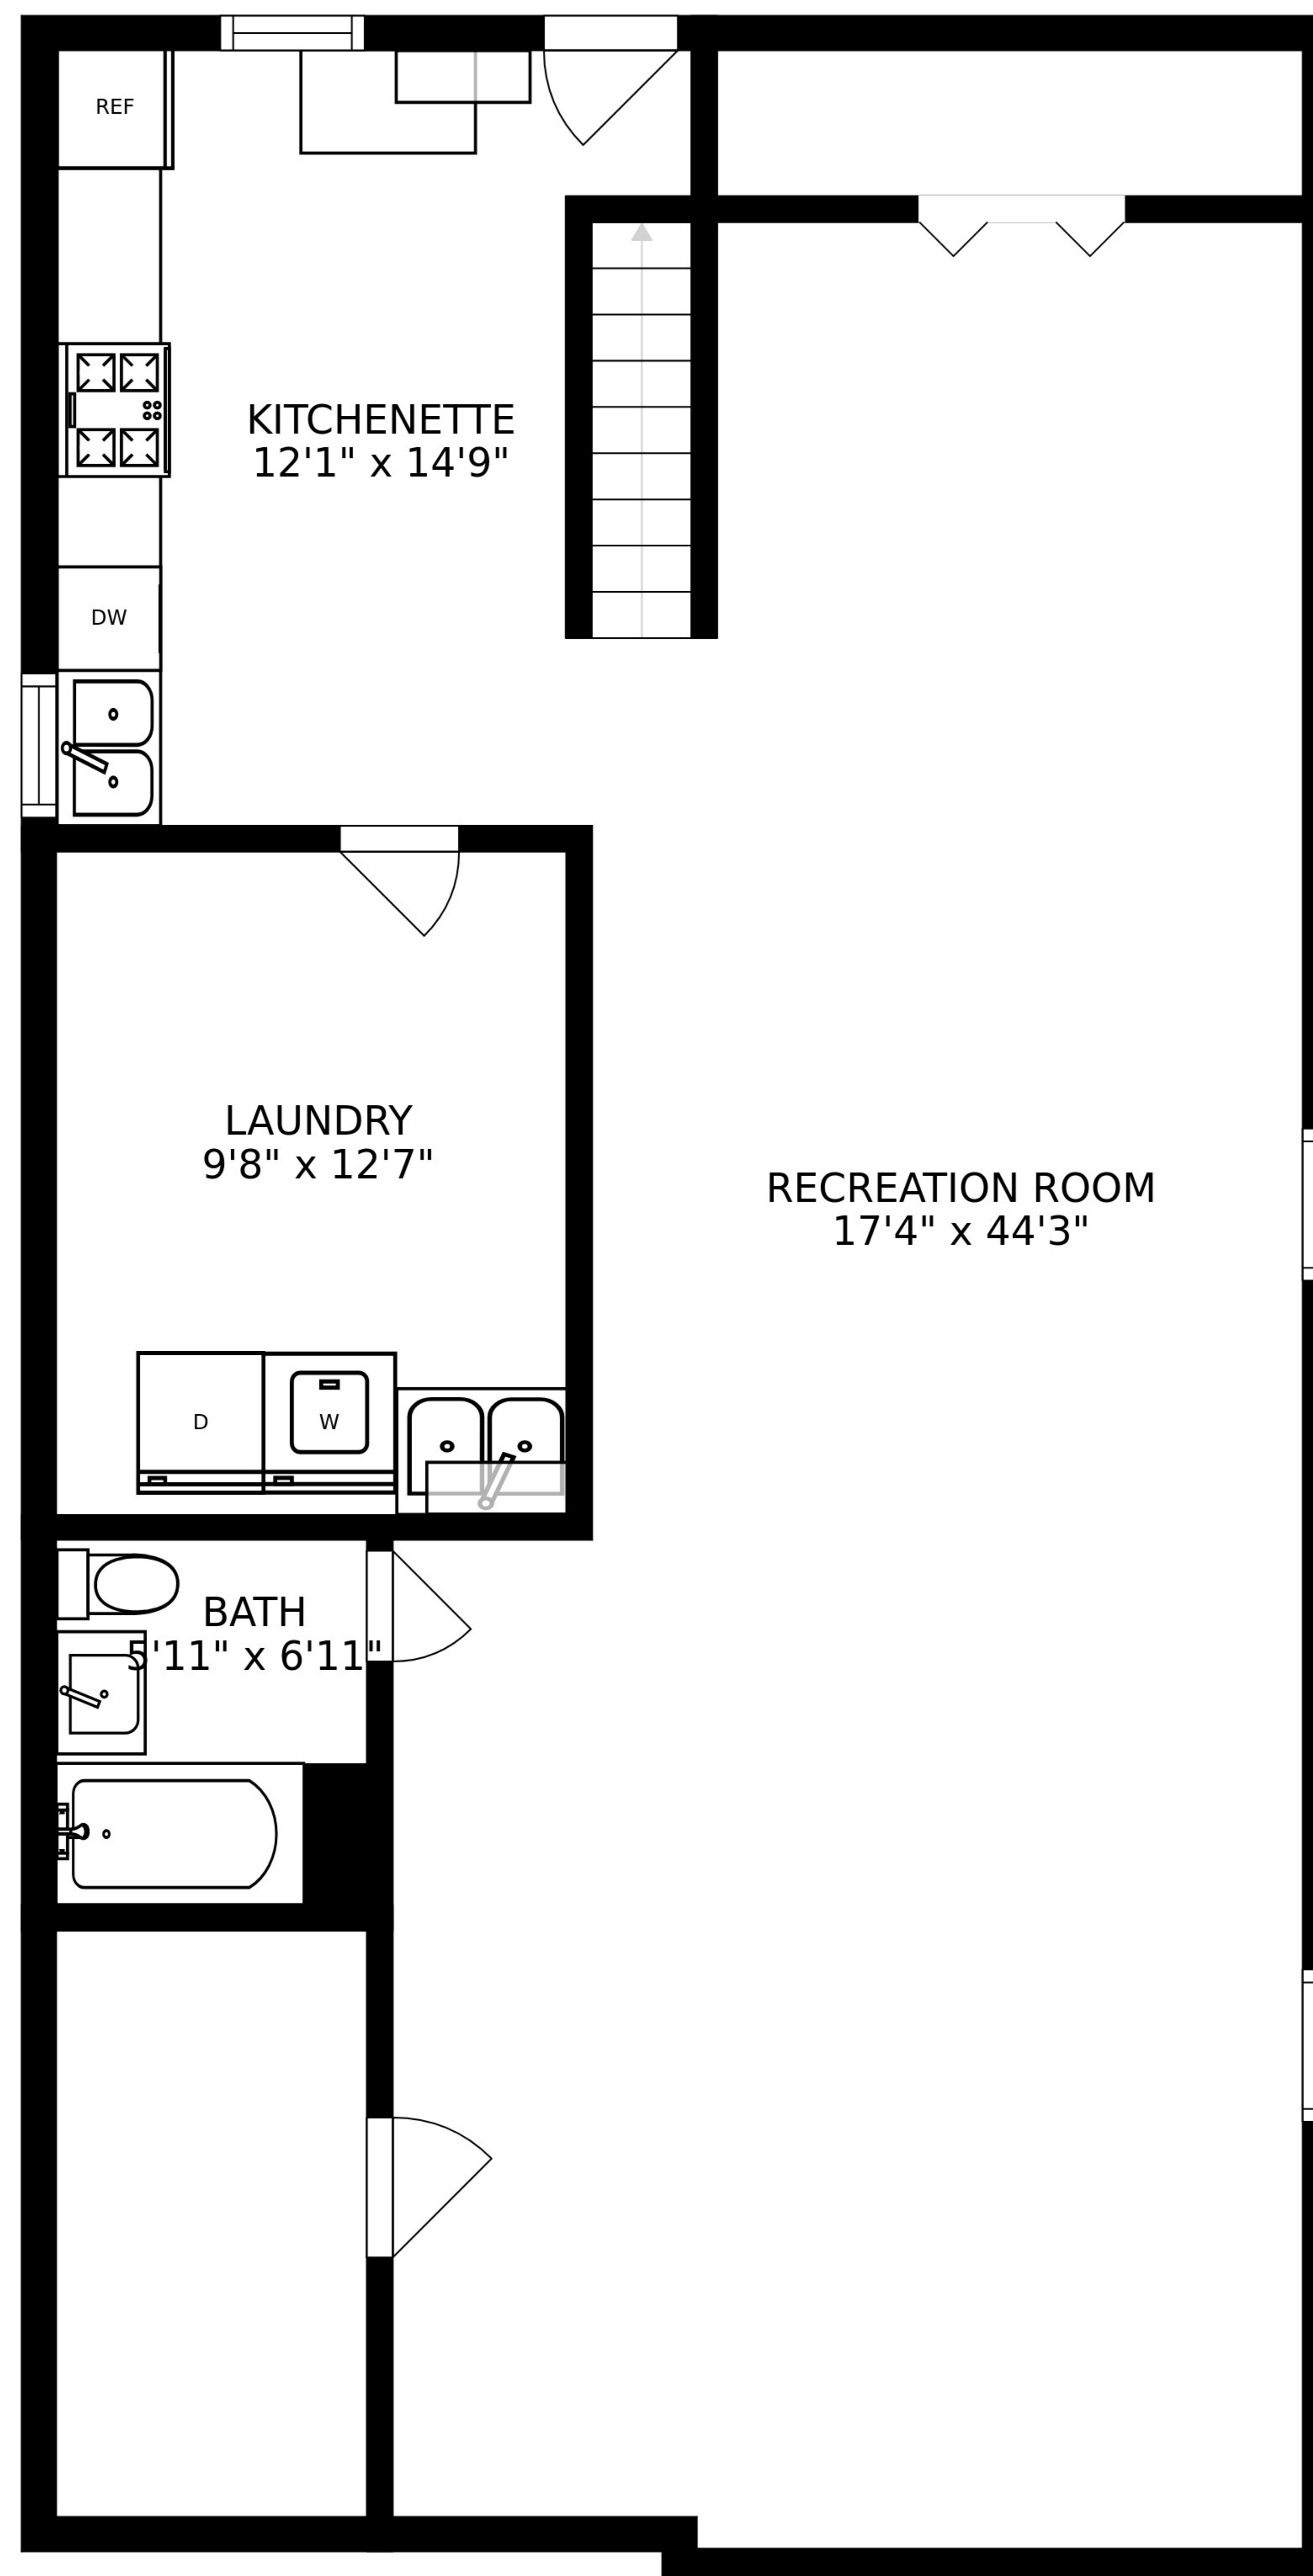 REF
KITCHENETTE
12'1" x 14'9"
DW
LAUNDRY
9'8" x 12'7"
RECREATION ROOM
17'4" x 44'3"
D
W
BATH
5'11" x 6'11"